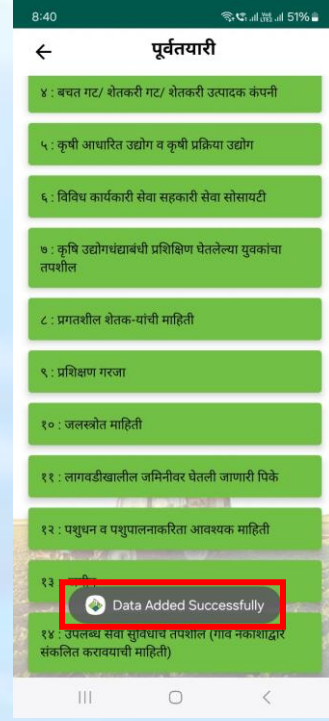 8:40 51%
पूर्वतयारी
४ : बचत गट/ शेतकरी गट/ शेतकरी उत्पादक कंपनी
५ : कृषी आधारित उद्योग व कृषी प्रक्रिया उद्योग
६ : विविध कार्यकारी सेवा सहकारी सेवा सोसायटी
७ : कृषि उद्योगधंद्याबंधी प्रशिक्षिण घेतलेल्या युवकांचा
तपशील
८ : प्रगतशील शेतक-यांची माहिती
९ : प्रशिक्षण गरजा
१० : जलस्त्रोत माहिती
११ : लागवडीखालील जमिनीवर घेतली जाणारी पिके
१२ : पशुधन व पशुपालनाकरिता आवश्यक माहिती
१३ :
Data Added Successfully
१४ : उपलब्ध सेवा सुविधांचे तपशील (गाव नकाशाद्वारे
संकलित करावयाची माहिती)